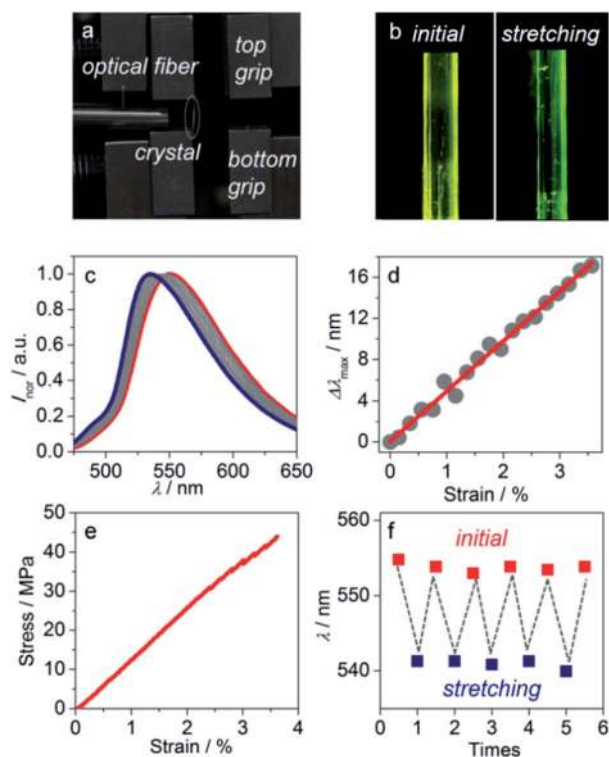 a
optical fiber
top
grip
crystal
bottom
grip
b
initial
stretching
c
I nor / a.u.
1.0
0.8
0.6
0.4
0.2
0.0
500
550
600
650
λ / nm
d
Δλmax / nm
16
12
8
4
0
0
1
2
3
Strain / %
e
Stress / MPa
50
40
30
20
10
0
0
1
2
3
4
Strain / %
f
λ / nm
560
550
540
initial
stretching
0
1
2
3
4
5
6
Times